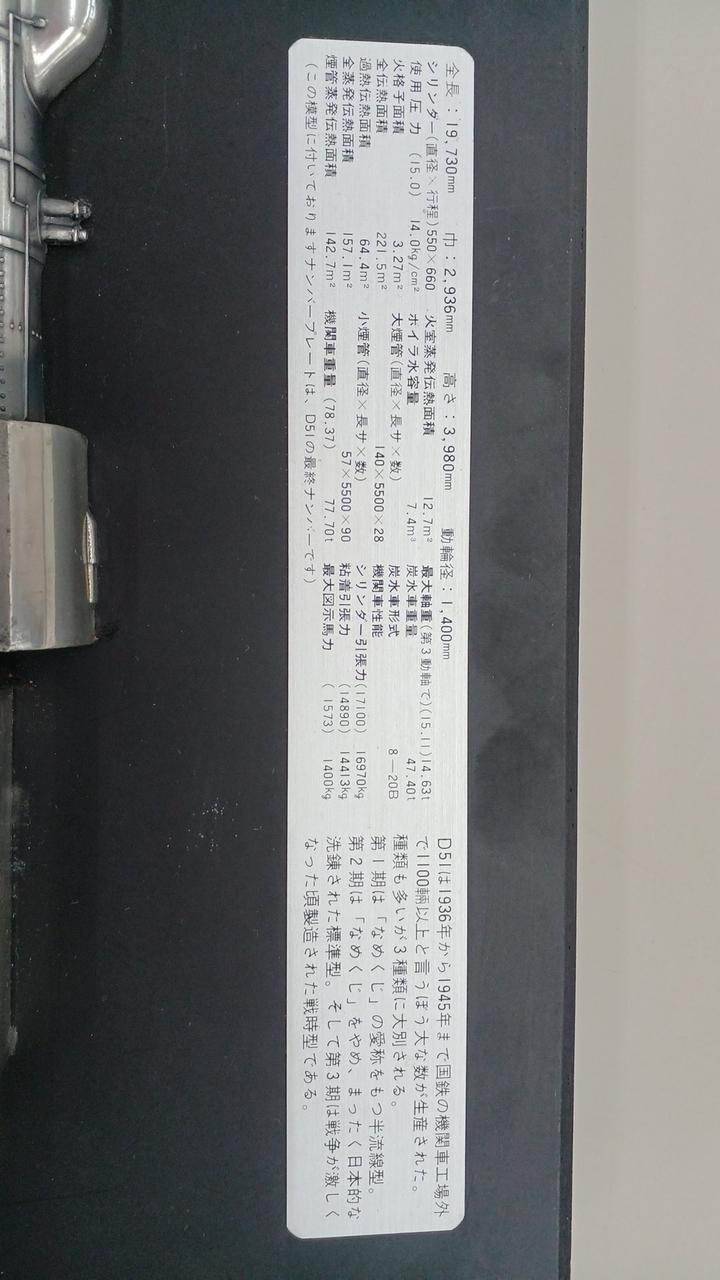 全長：19,730mm　巾：2,936mm　高さ：3,980mm　動輪径：1,400mm
シリンダー(直径×行程)550×660
使用圧力　(15.0)　14.0kg/cm²
火格子面積　3.27m²
全伝熱面積　221.5m²
過熱伝熱面積　64.4m²
全蒸発伝熱面積　157.1m²
煙管蒸発伝熱面積　142.7m²
火室蒸発伝熱面積　12.7m²
ボイラ水容量　7.4m³
大煙管(直径×長サ×数)
140×5500×28
小煙管(直径×長サ×数)
57×5500×90
機関車重量　(78.37)　77.70t
最大軸重(第3動軸で)(15.11)14.63t
炭水車重量　47.40t
炭水車形式　8－20B
機関車性能
シリンダー引張力(17100)　16970kg
粘着引張力　(14890)　14413kg
最大図示馬力　(1573)　1400kg
(この模型に付いておりますナンバープレートは、D51の最終ナンバーです)
D51は1936年から1945年まで国鉄の機関車工場外
で1100輌以上と言うぼう大な数が生産された。
種類も多いが3種類に大別される。
第1期は「なめくじ」の愛称をもつ半流線型。
第2期は「なめくじ」をやめ、まったく日本的な
洗錬された標準型。そして第3期は戦争が激しく
なった頃製造された戦時型である。